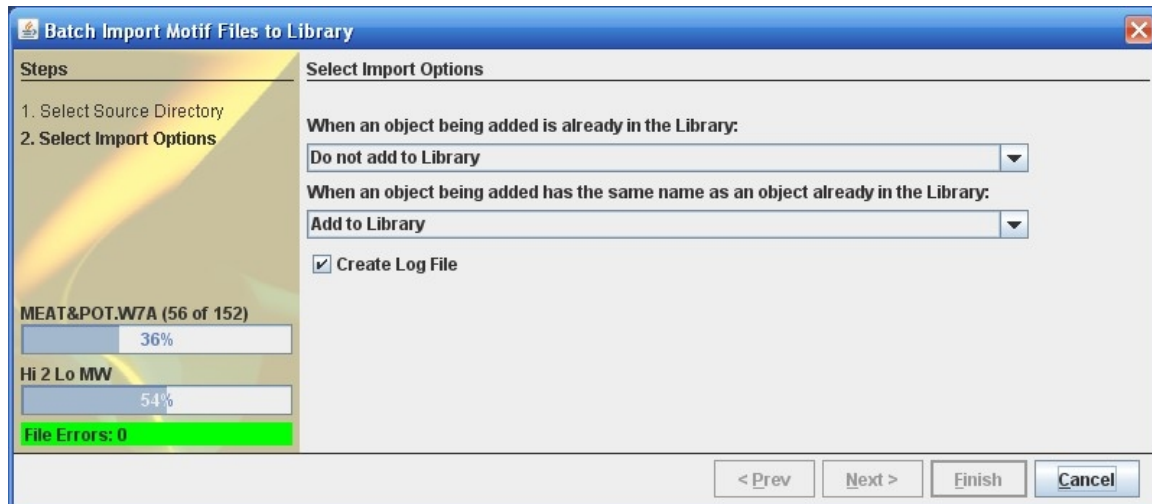 Batch Import Motif Files to Library
Steps
1. Select Source Directory
2. Select Import Options
MEAT&POT.W7A (56 of 152)
36%
Hi 2 Lo MW
54%
File Errors: 0
Select Import Options
When an object being added is already in the Library:
Do not add to Library
When an object being added has the same name as an object already in the Library:
Add to Library
Create Log File
< Prev
Next >
Finish
Cancel